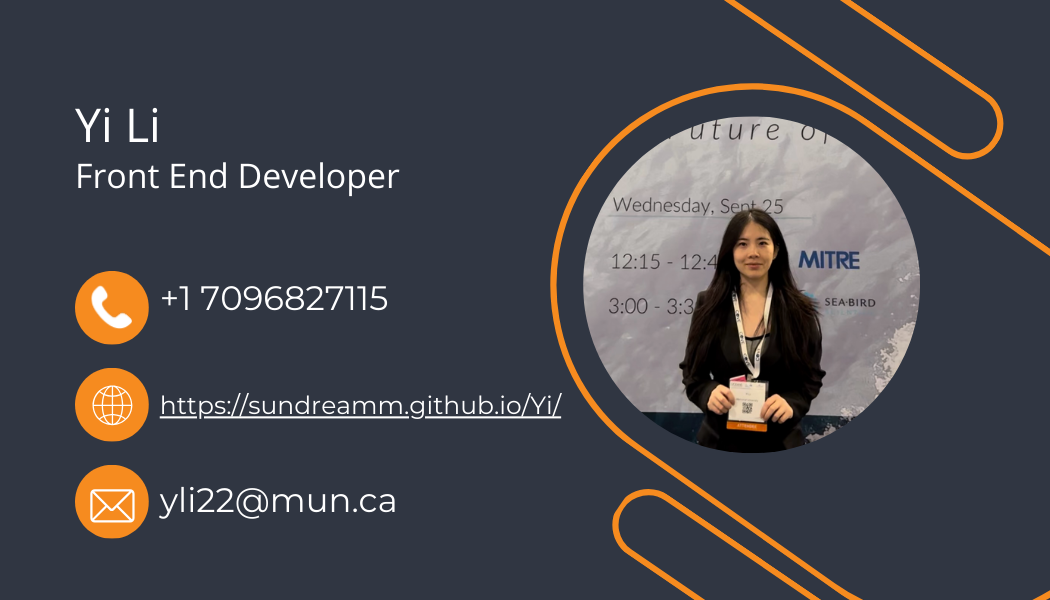 Yi Li
Front End Developer
+1 7096827115
https://sundreamm.github.io/Yi/
yli22@mun.ca
uture
Wednesday, Sept 25
12:15 - 12:4
MITRE
3:00 - 3:3
SEA·BIRD